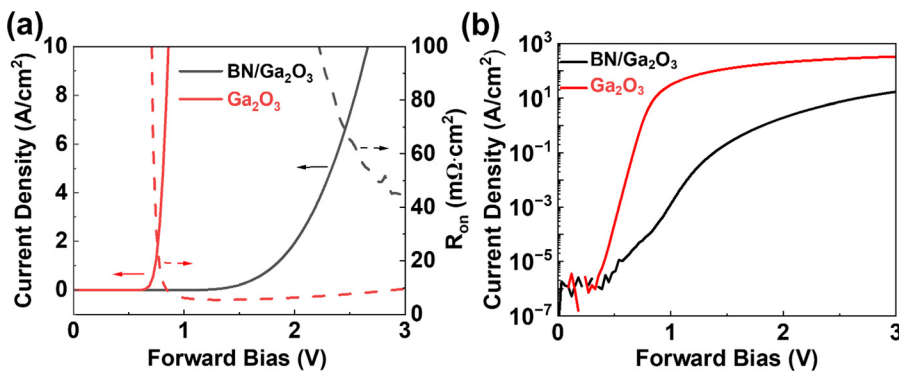 (a)
BN/Ga₂O₃
Ga₂O₃
Current Density (A/cm²)
10
8
6
4
2
0
R_on (mΩ·cm²)
100
80
60
40
20
0
0
1
2
3
Forward Bias (V)
(b)
BN/Ga₂O₃
Ga₂O₃
Current Density (A/cm²)
10³
10¹
10⁻¹
10⁻³
10⁻⁵
10⁻⁶
0
1
2
3
Forward Bias (V)